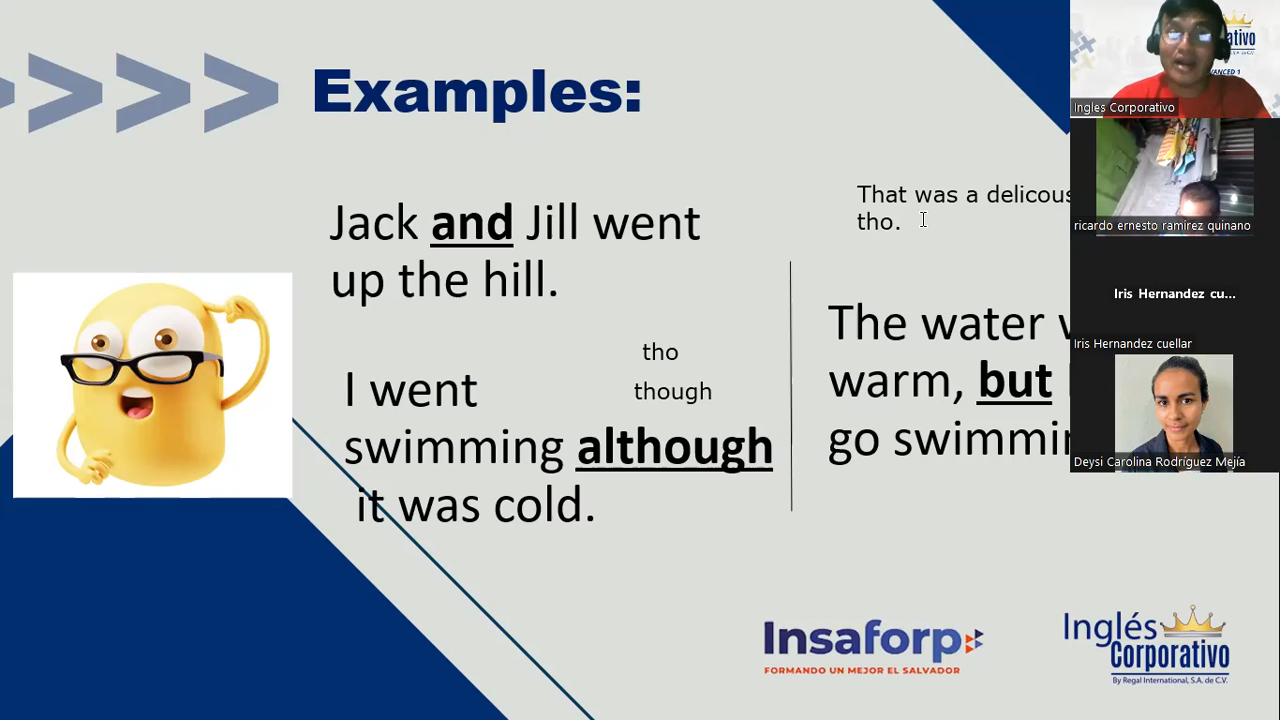 Examples:
Jack and Jill went
up the hill.
tho
though
I went
swimming although
it was cold.
That was a delicous
tho.
The water
warm, but
go swimmin
Insaforp
FORMANDO UN MEJOR EL SALVADOR
Inglés
Corporativo
By Regal International, S.A. de C.V.
ativo
Ingles Corporativo
ricardo ernesto ramirez quinano
Iris Hernandez cu...
Iris Hernandez cuellar
Deysi Carolina Rodríguez Mejía